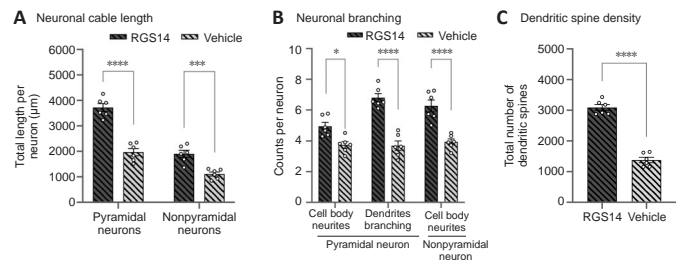 A Neuronal cable length
RGS14 Vehicle
Total length per
neuron (μm)
6000
5000
4000
3000
2000
1000
0
****
***
Pyramidal
neurons
Nonpyramidal
neurons
B Neuronal branching
RGS14 Vehicle
Counts per neuron
10
8
6
4
2
0
*
****
****
Cell body
neurites
Dendrites
branching
Cell body
neurites
Pyramidal neuron
Nonpyramidal
neuron
C Dendritic spine density
Total number of
dendritic spines
5000
4000
3000
2000
1000
0
****
RGS14 Vehicle